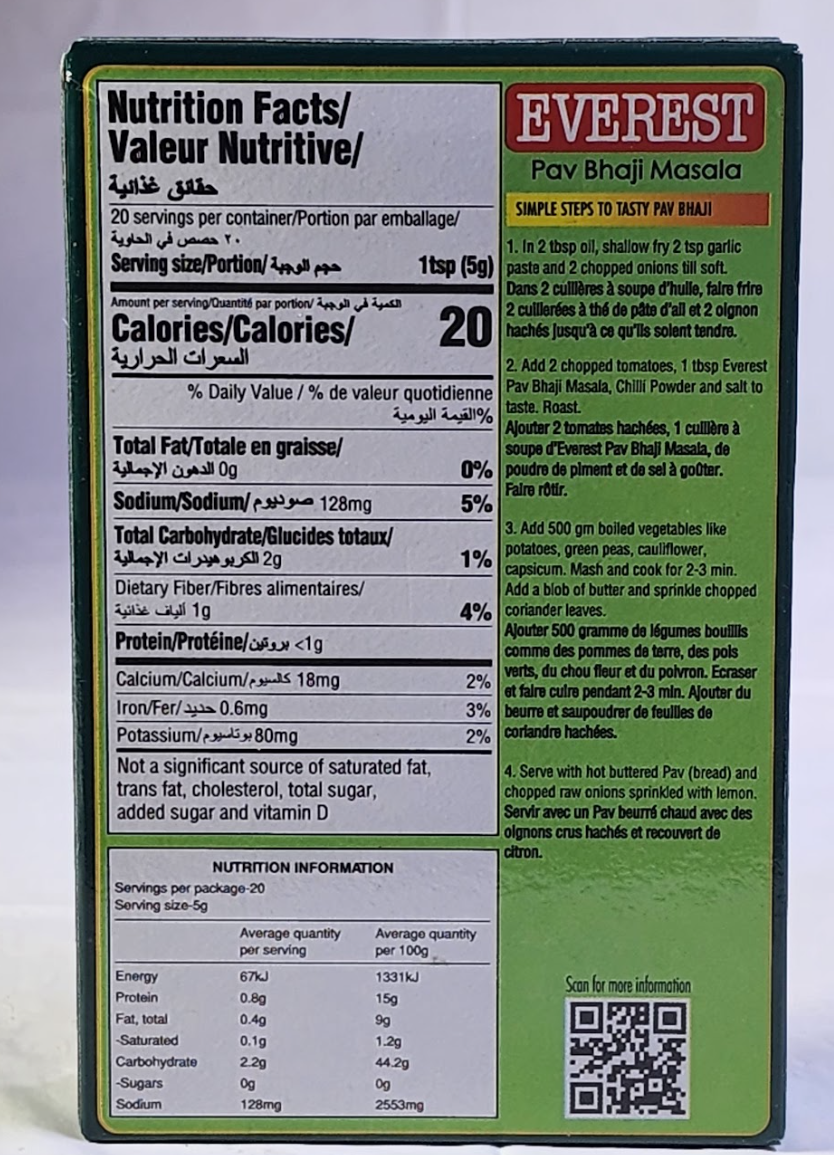 Nutrition Facts/
Valeur Nutritive/
حقائق غذائية
20 servings per container/Portion par emballage/
٢٠ حصص في الحاوية
Serving size/Portion/ حجم الوجبة 1tsp (5g)
Amount per serving/Quantité par portion/ الكمية في الوجبة
Calories/Calories/ 20
السعرات الحرارية
% Daily Value / % de valeur quotidienne
%القيمة اليومية
Total Fat/Totale en graisse/
الدهون الإجمالية 0g 0%
Sodium/Sodium/ صوديوم 128mg 5%
Total Carbohydrate/Glucides totaux/
الكربوهيدرات الإجمالية 2g 1%
Dietary Fiber/Fibres alimentaires/
ألياف غذائية 1g 4%
Protein/Protéine/ بروتين <1g
Calcium/Calcium/ كالسيوم 18mg 2%
Iron/Fer/ حديد 0.6mg 3%
Potassium/ بوتاسيوم 80mg 2%
Not a significant source of saturated fat,
trans fat, cholesterol, total sugar,
added sugar and vitamin D
NUTRITION INFORMATION
Servings per package-20
Serving size-5g
Average quantity Average quantity
per serving per 100g
Energy 67kJ 1331kJ
Protein 0.8g 15g
Fat, total 0.4g 9g
-Saturated 0.1g 1.2g
Carbohydrate 2.2g 44.2g
-Sugars 0g 0g
Sodium 128mg 2553mg
EVEREST
Pav Bhaji Masala
SIMPLE STEPS TO TASTY PAV BHAJI
1. In 2 tbsp oil, shallow fry 2 tsp garlic
paste and 2 chopped onions till soft.
Dans 2 cuillères à soupe d'huile, faire frire
2 cuillerées à thé de pâte d'ail et 2 oignon
hachés jusqu'à ce qu'ils soient tendre.
2. Add 2 chopped tomatoes, 1 tbsp Everest
Pav Bhaji Masala, Chilli Powder and salt to
taste. Roast.
Ajouter 2 tomates hachées, 1 cuillère à
soupe d'Everest Pav Bhaji Masala, de
poudre de piment et de sel à goûter.
Faire rôtir.
3. Add 500 gm boiled vegetables like
potatoes, green peas, cauliflower,
capsicum. Mash and cook for 2-3 min.
Add a blob of butter and sprinkle chopped
coriander leaves.
Ajouter 500 gramme de légumes bouillis
comme des pommes de terre, des pois
verts, du chou fleur et du poivron. Ecraser
et faire cuire pendant 2-3 min. Ajouter du
beurre et saupoudrer de feuilles de
coriandre hachées.
4. Serve with hot buttered Pav (bread) and
chopped raw onions sprinkled with lemon.
Servir avec un Pav beurré chaud avec des
oignons crus hachés et recouvert de
citron.
Scan for more information